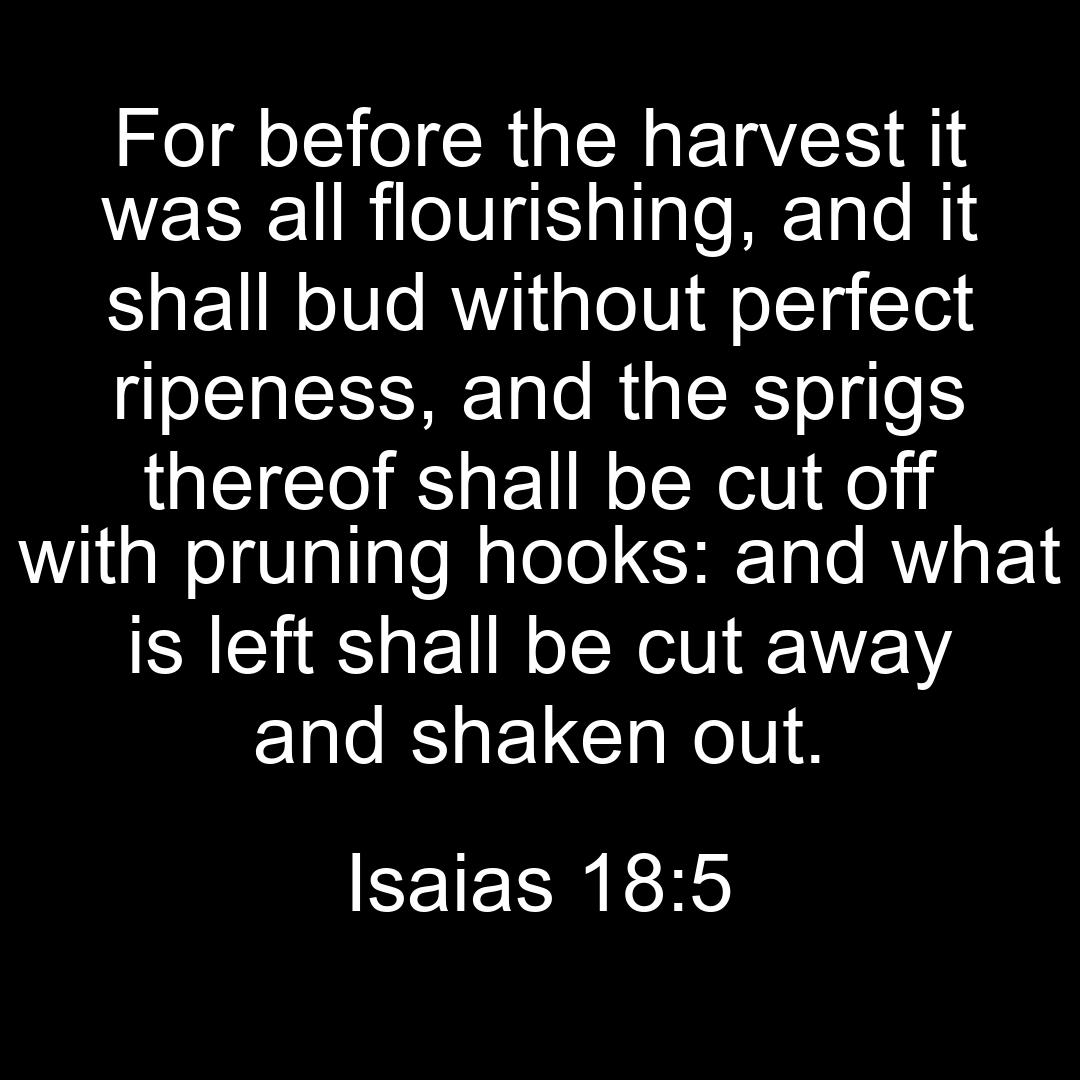 For before the harvest it
was all flourishing, and it
shall bud without perfect
ripeness, and the sprigs
thereof shall be cut off
with pruning hooks: and what
is left shall be cut away
and shaken out.
Isaias 18:5